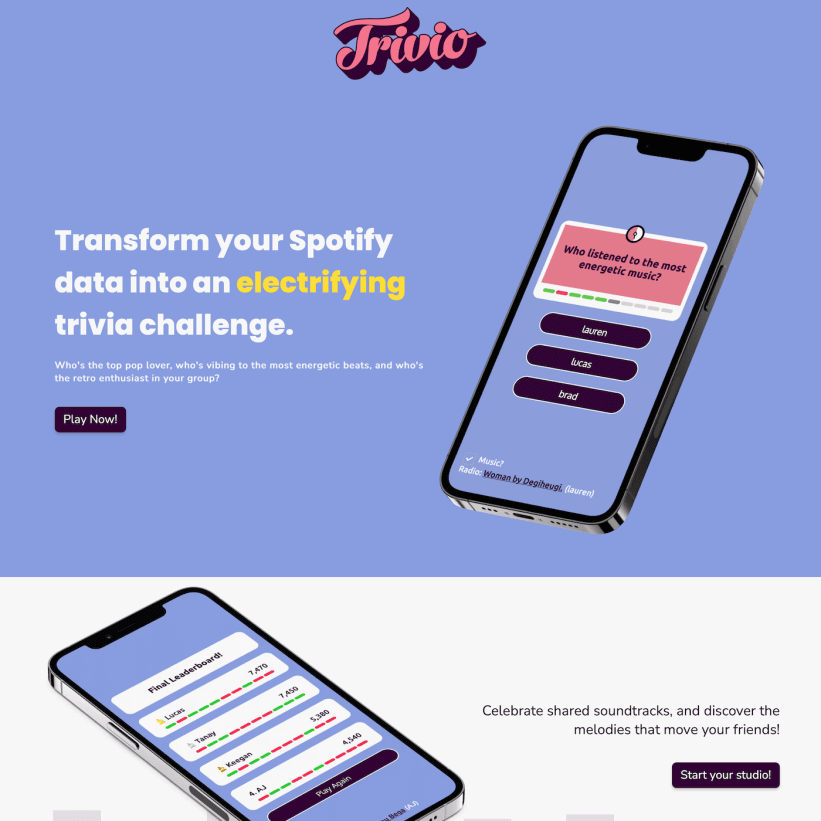 Trivio
Transform your Spotify
data into an electrifying
trivia challenge.
Who's the top pop lover, who's vibing to the most energetic beats, and who's
the retro enthusiast in your group?
Play Now!
Who listened to the most
energetic music?
lauren
lucas
brad
Music?
Radio: Woman by Degiheugi, (lauren)
Final Leaderboard!
Lucas 7,470
Tanay 7,450
Keegan 5,380
4. AJ 4,540
Play Again
Bega (AJ)
Celebrate shared soundtracks, and discover the
melodies that move your friends!
Start your studio!